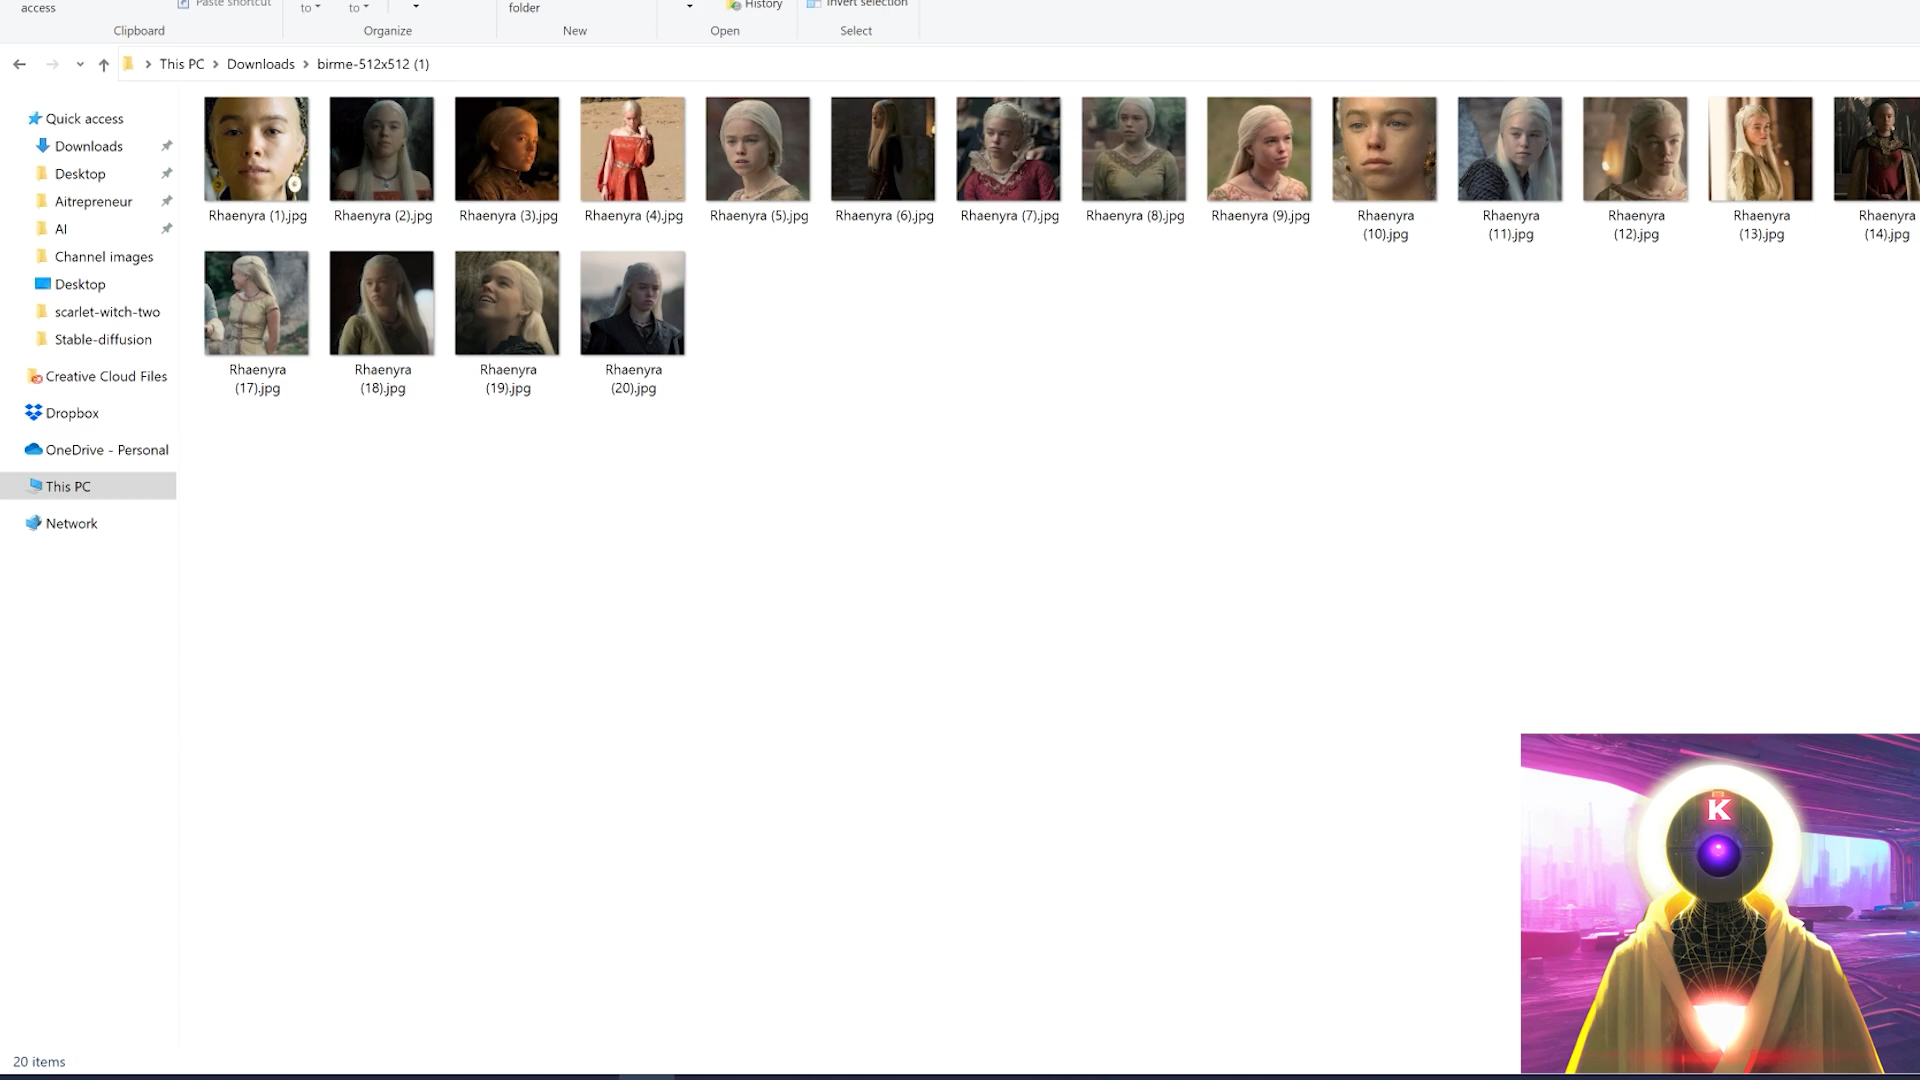 access
Paste shortcut
to
to
folder
History
Invert selection
Clipboard
Organize
New
Open
Select
This PC
Downloads
birme-512x512 (1)
Quick access
Downloads
Desktop
Aitrepreneur
AI
Channel images
Desktop
scarlet-witch-two
Stable-diffusion
Creative Cloud Files
Dropbox
OneDrive - Personal
This PC
Network
Rhaenyra (1).jpg
Rhaenyra (2).jpg
Rhaenyra (3).jpg
Rhaenyra (4).jpg
Rhaenyra (5).jpg
Rhaenyra (6).jpg
Rhaenyra (7).jpg
Rhaenyra (8).jpg
Rhaenyra (9).jpg
Rhaenyra
(10).jpg
Rhaenyra
(11).jpg
Rhaenyra
(12).jpg
Rhaenyra
(13).jpg
Rhaenyra
(14).jpg
Rhaenyra
(17).jpg
Rhaenyra
(18).jpg
Rhaenyra
(19).jpg
Rhaenyra
(20).jpg
K
20 items